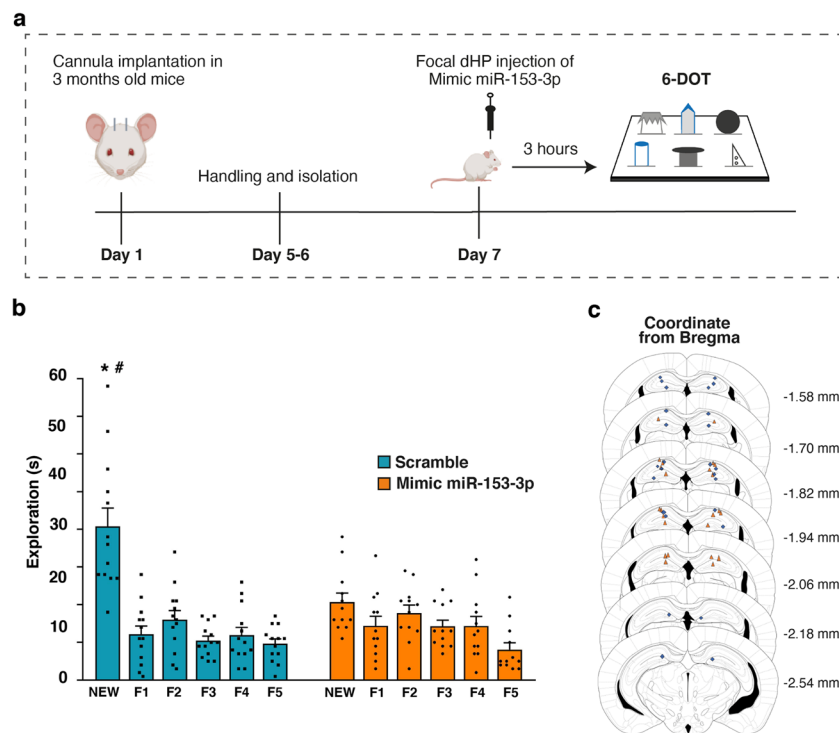 a
Cannula implantation in
3 months old mice
Handling and isolation
Focal dHP injection of
Mimic miR-153-3p
3 hours
6-DOT
Day 1
Day 5-6
Day 7
b
* #
Exploration (s)
60
50
40
30
20
10
0
Scramble
Mimic miR-153-3p
NEW F1 F2 F3 F4 F5
NEW F1 F2 F3 F4 F5
c
Coordinate
from Bregma
-1.58 mm
-1.70 mm
-1.82 mm
-1.94 mm
-2.06 mm
-2.18 mm
-2.54 mm